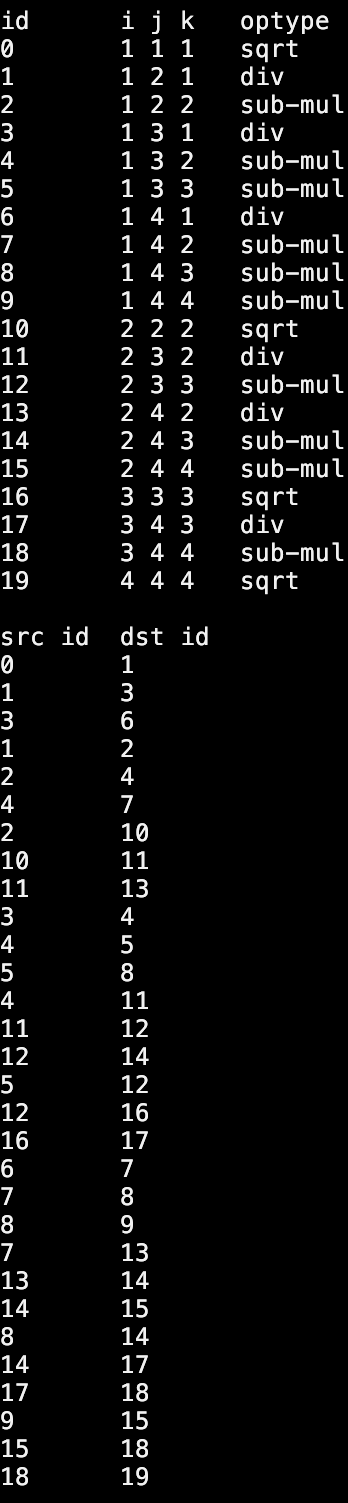 id i j k optype
0 1 1 1 sqrt
1 1 2 1 div
2 1 2 2 sub-mul
3 1 3 1 div
4 1 3 2 sub-mul
5 1 3 3 sub-mul
6 1 4 1 div
7 1 4 2 sub-mul
8 1 4 3 sub-mul
9 1 4 4 sub-mul
10 2 2 2 sqrt
11 2 3 2 div
12 2 3 3 sub-mul
13 2 4 2 div
14 2 4 3 sub-mul
15 2 4 4 sub-mul
16 3 3 3 sqrt
17 3 4 3 div
18 3 4 4 sub-mul
19 4 4 4 sqrt
src id dst id
0 1
1 3
3 6
1 2
2 4
4 7
2 10
10 11
11 13
3 4
4 5
5 8
4 11
11 12
12 14
5 12
12 16
16 17
6 7
7 8
8 9
7 13
13 14
14 15
8 14
14 17
17 18
9 15
15 18
18 19